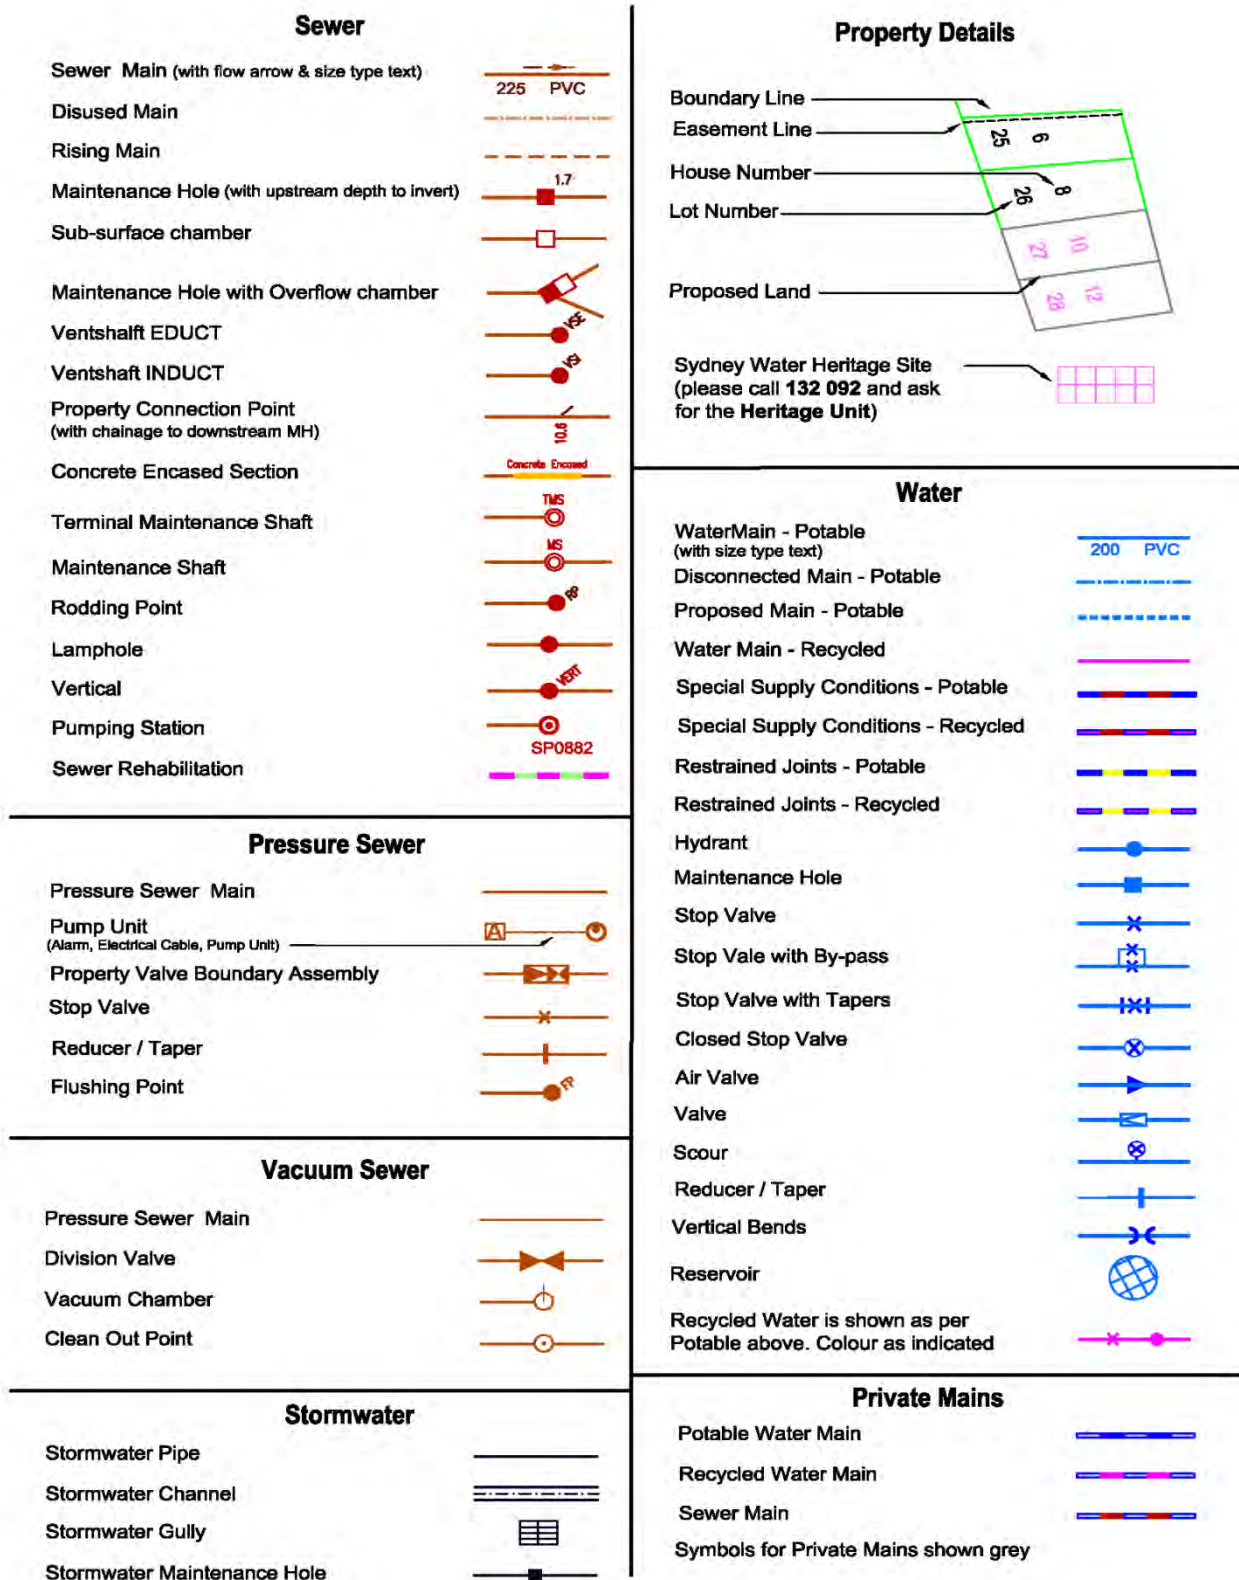 Sewer
Sewer Main (with flow arrow & size type text)
225 PVC
Disused Main
Rising Main
Maintenance Hole (with upstream depth to invert)
1.7
Sub-surface chamber
Maintenance Hole with Overflow chamber
Ventshalft EDUCT
VSE
Ventshaft INDUCT
VSI
Property Connection Point
(with chainage to downstream MH)
10.6
Concrete Encased Section
Concrete Encased
Terminal Maintenance Shaft
TMS
Maintenance Shaft
MS
Rodding Point
RP
Lamphole
Vertical
VERT
Pumping Station
SP0882
Sewer Rehabilitation
Pressure Sewer
Pressure Sewer Main
Pump Unit
(Alarm, Electrical Cable, Pump Unit)
A
Property Valve Boundary Assembly
Stop Valve
Reducer / Taper
Flushing Point
FP
Vacuum Sewer
Pressure Sewer Main
Division Valve
Vacuum Chamber
Clean Out Point
Stormwater
Stormwater Pipe
Stormwater Channel
Stormwater Gully
Stormwater Maintenance Hole
Property Details
Boundary Line
Easement Line
House Number
Lot Number
Proposed Land
25 6
26 8
27 10
28 12
Sydney Water Heritage Site
(please call 132 092 and ask
for the Heritage Unit)
Water
WaterMain - Potable
(with size type text)
200 PVC
Disconnected Main - Potable
Proposed Main - Potable
Water Main - Recycled
Special Supply Conditions - Potable
Special Supply Conditions - Recycled
Restrained Joints - Potable
Restrained Joints - Recycled
Hydrant
Maintenance Hole
Stop Valve
Stop Vale with By-pass
Stop Valve with Tapers
Closed Stop Valve
Air Valve
Valve
Scour
Reducer / Taper
Vertical Bends
Reservoir
Recycled Water is shown as per
Potable above. Colour as indicated
Private Mains
Potable Water Main
Recycled Water Main
Sewer Main
Symbols for Private Mains shown grey